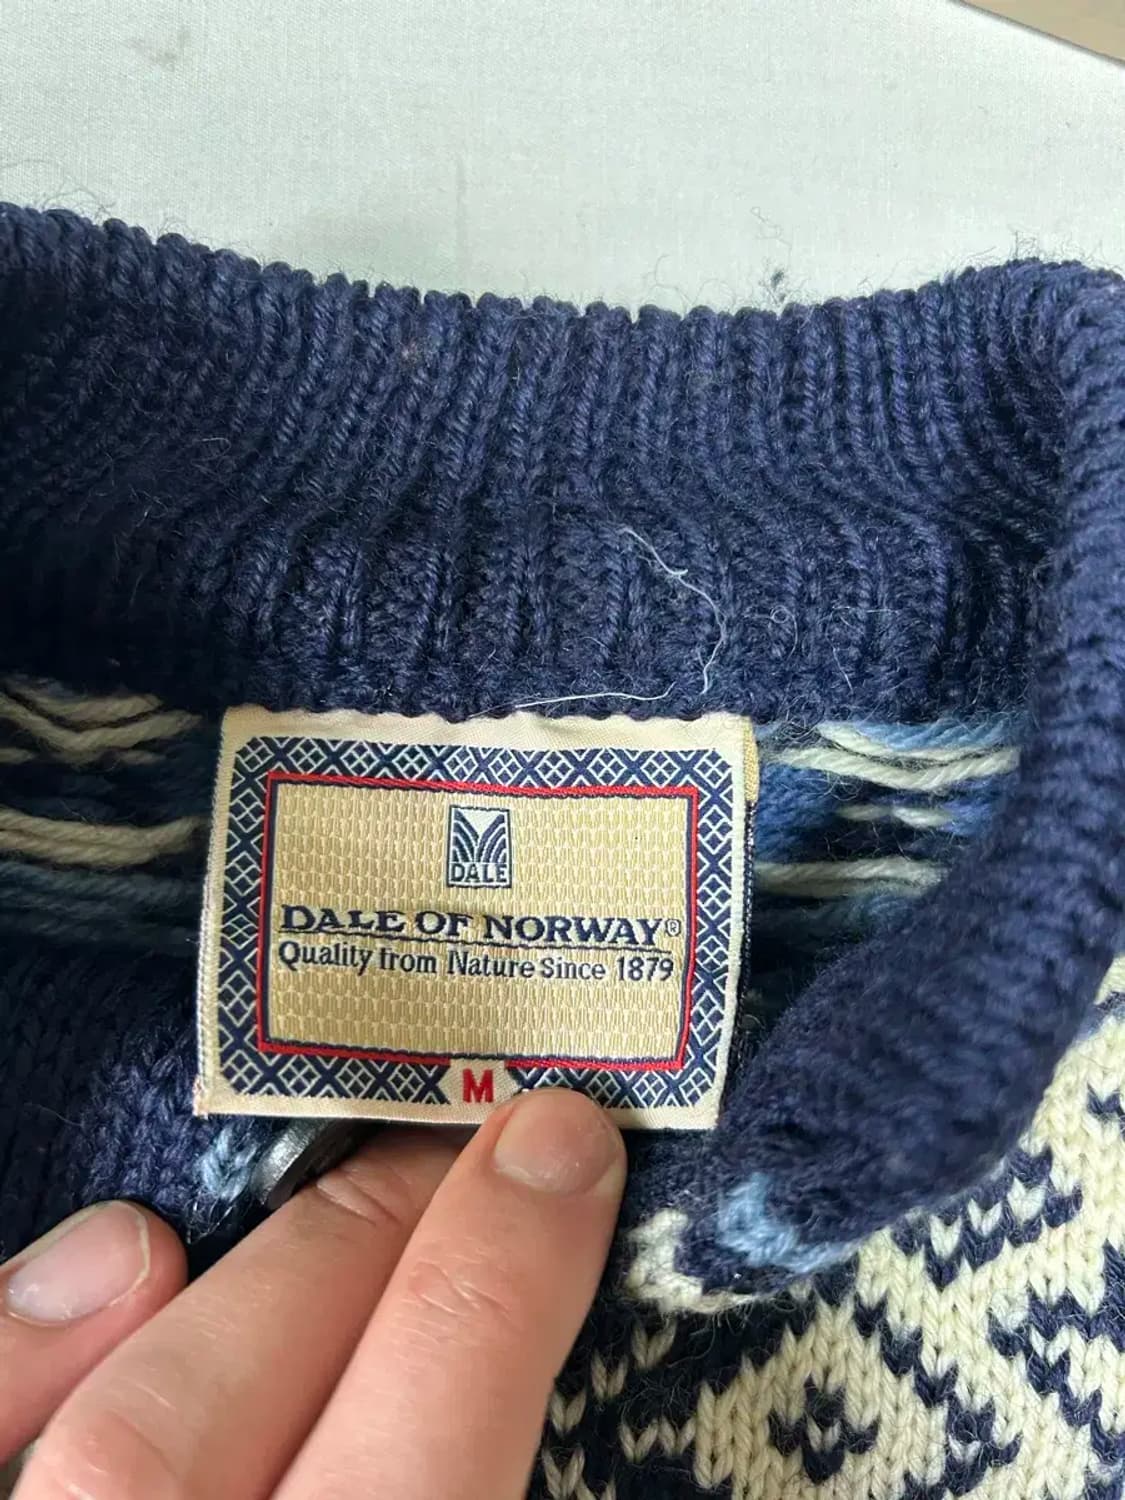 DALE
DALE OF NORWAY®
Quality from Nature Since 1879
M